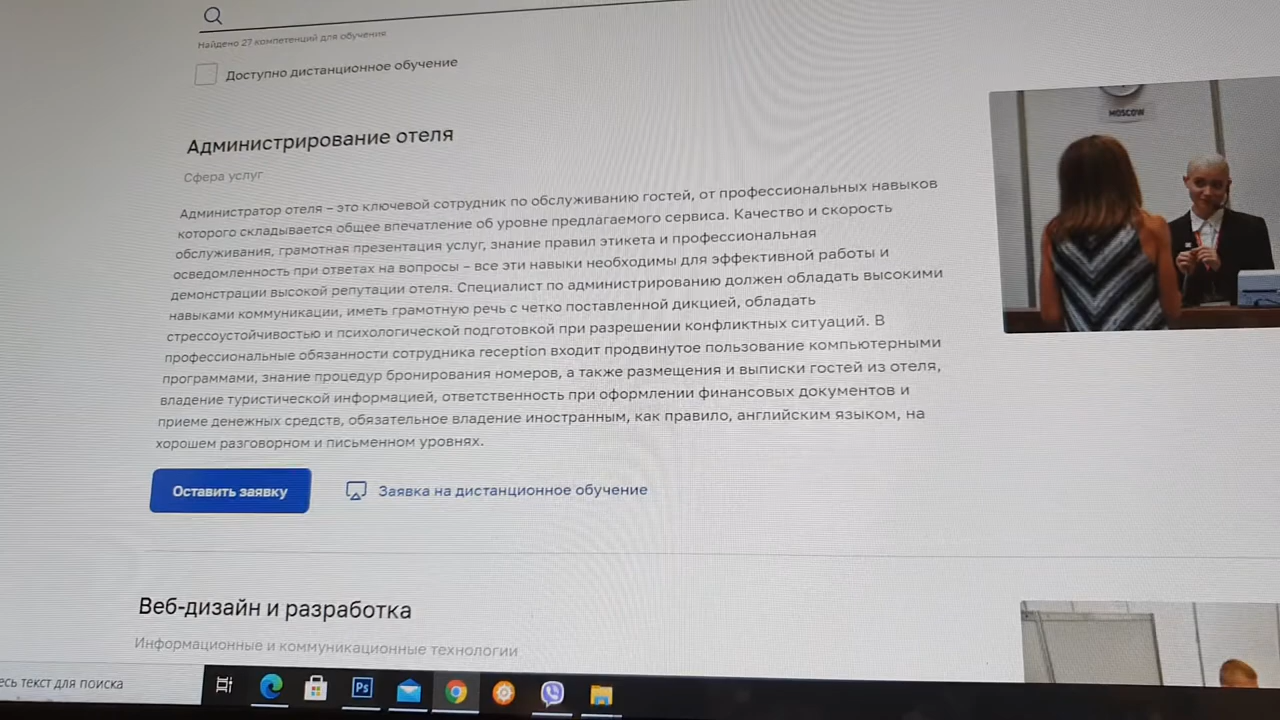 Найдено 27 компетенций для обучения
Доступно дистанционное обучение
Администрирование отеля
Сфера услуг
Администратор отеля – это ключевой сотрудник по обслуживанию гостей, от профессиональных навыков
которого складывается общее впечатление об уровне предлагаемого сервиса. Качество и скорость
обслуживания, грамотная презентация услуг, знание правил этикета и профессиональная
осведомленность при ответах на вопросы – все эти навыки необходимы для эффективной работы и
демонстрации высокой репутации отеля. Специалист по администрированию должен обладать высокими
навыками коммуникации, иметь грамотную речь с четко поставленной дикцией, обладать
стрессоустойчивостью и психологической подготовкой при разрешении конфликтных ситуаций. В
профессиональные обязанности сотрудника reception входит продвинутое пользование компьютерными
программами, знание процедур бронирования номеров, а также размещения и выписки гостей из отеля,
владение туристической информацией, ответственность при оформлении финансовых документов и
приеме денежных средств, обязательное владение иностранным, как правило, английским языком, на
хорошем разговорном и письменном уровнях.
MOSCOW
Оставить заявку
Заявка на дистанционное обучение
Веб-дизайн и разработка
Информационные и коммуникационные технологии
есь текст для поиска
Ps